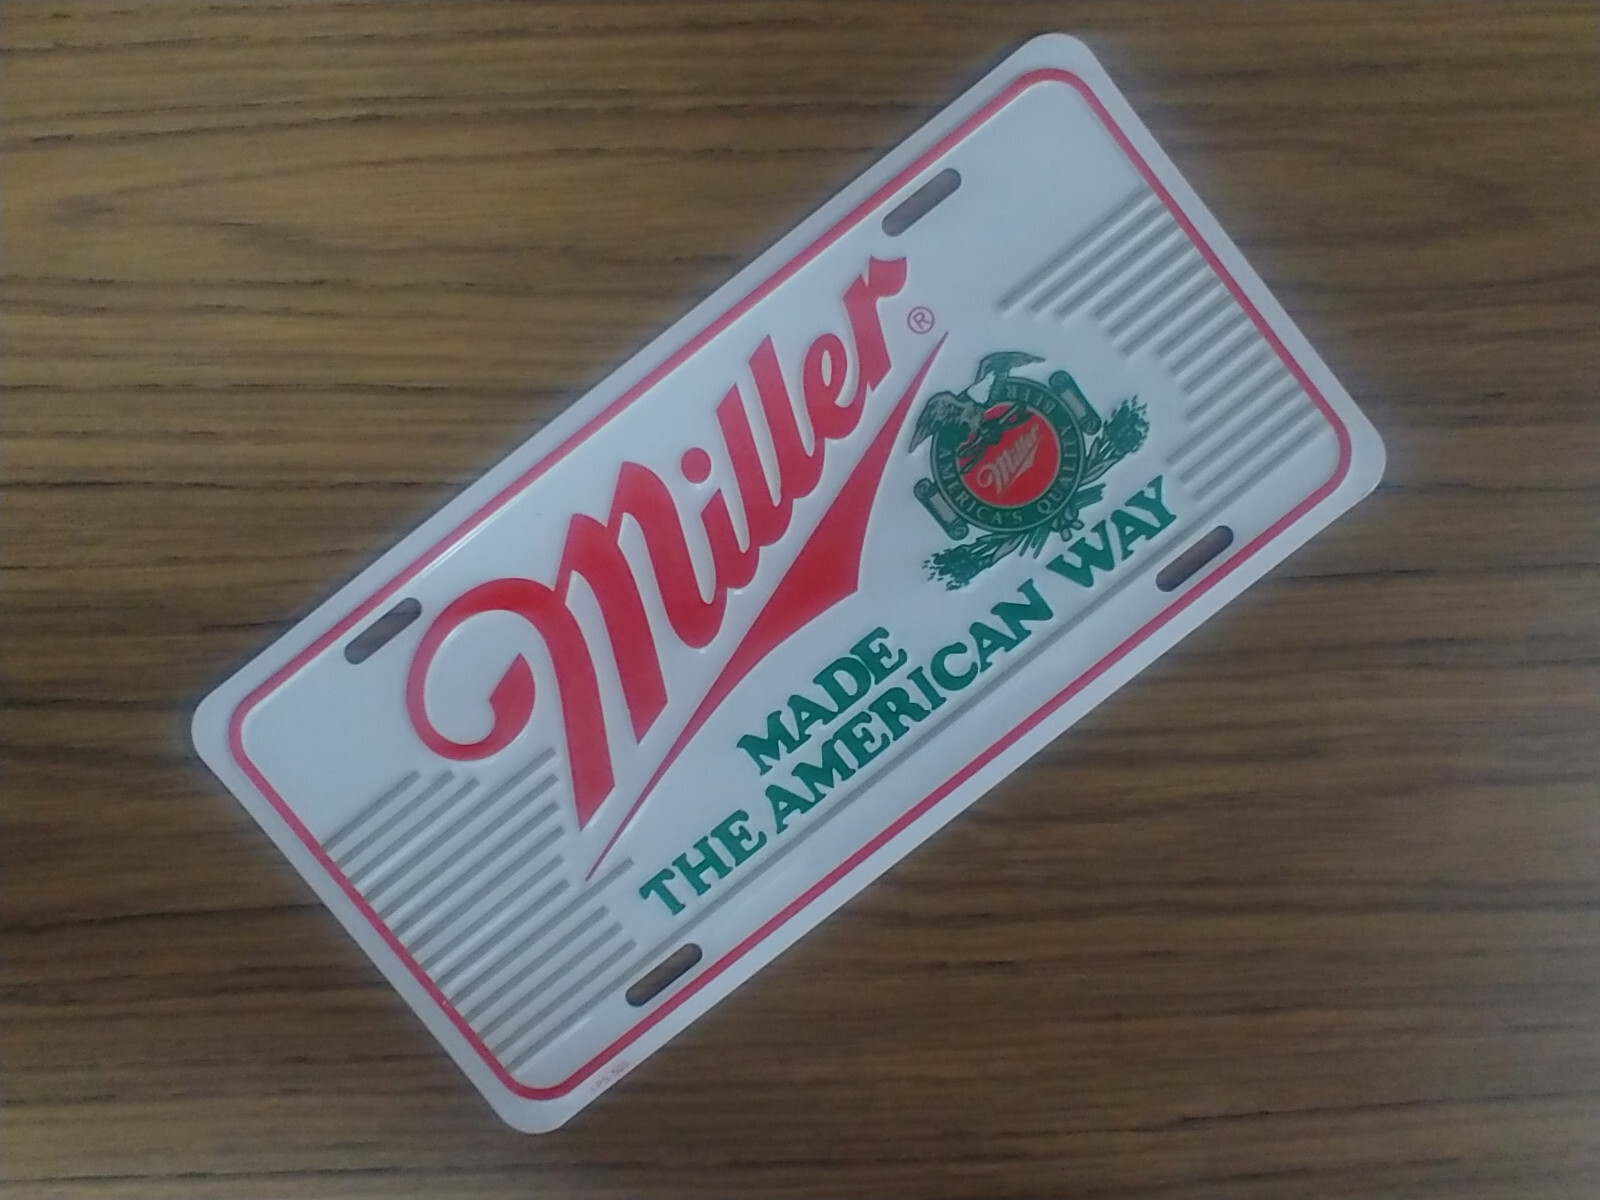 Miller®
AMERICA'S QUALITY BEER
Miller
MADE
THE AMERICAN WAY